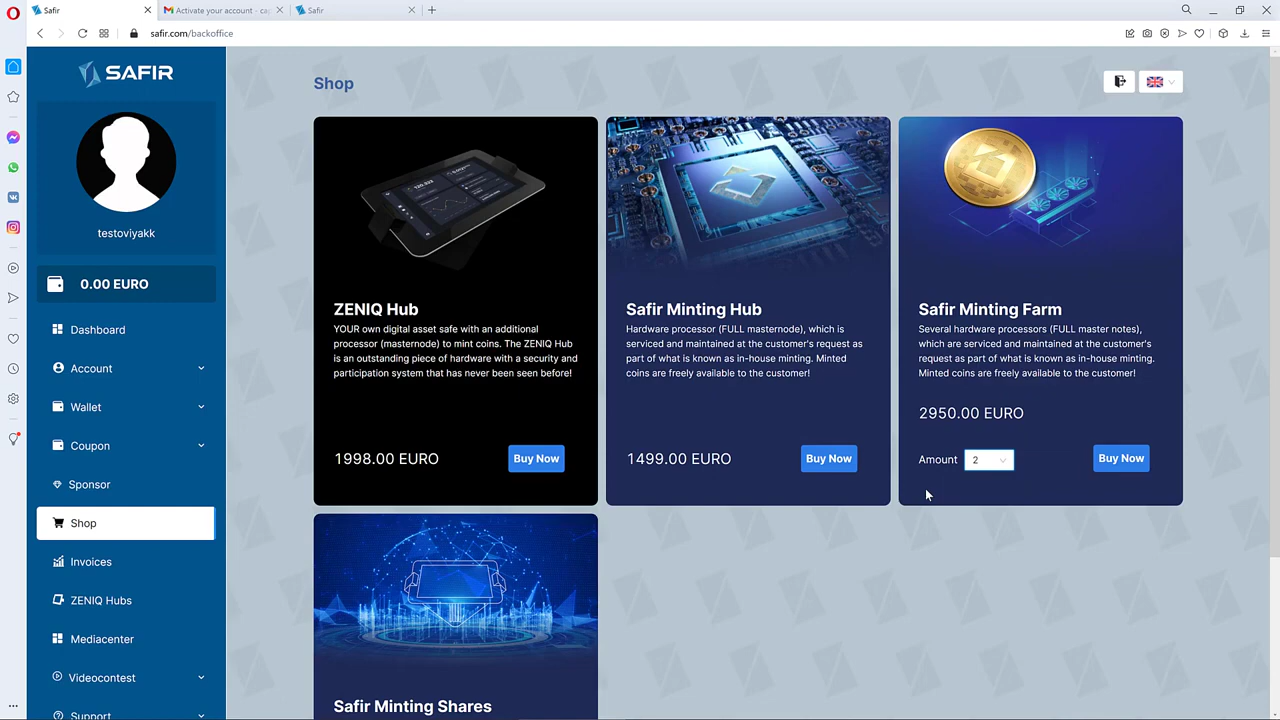 Safir
Activate your account - ca
Safir
safir.com/backoffice
SAFIR
testoviyakk
0.00 EURO
Dashboard
Account
Wallet
Coupon
Sponsor
Shop
Invoices
ZENIQ Hubs
Mediacenter
Videocontest
Support
Shop
ZENIQ Hub
YOUR own digital asset safe with an additional
processor (masternode) to mint coins. The ZENIQ Hub
is an outstanding piece of hardware with a security and
participation system that has never been seen before!
1998.00 EURO
Buy Now
Safir Minting Hub
Hardware processor (FULL masternode), which is
serviced and maintained at the customer's request as
part of what is known as in-house minting. Minted
coins are freely available to the customer!
1499.00 EURO
Buy Now
Safir Minting Farm
Several hardware processors (FULL master notes),
which are serviced and maintained at the customer's
request as part of what is known as in-house minting.
Minted coins are freely available to the customer!
2950.00 EURO
Amount 2
Buy Now
Safir Minting Shares